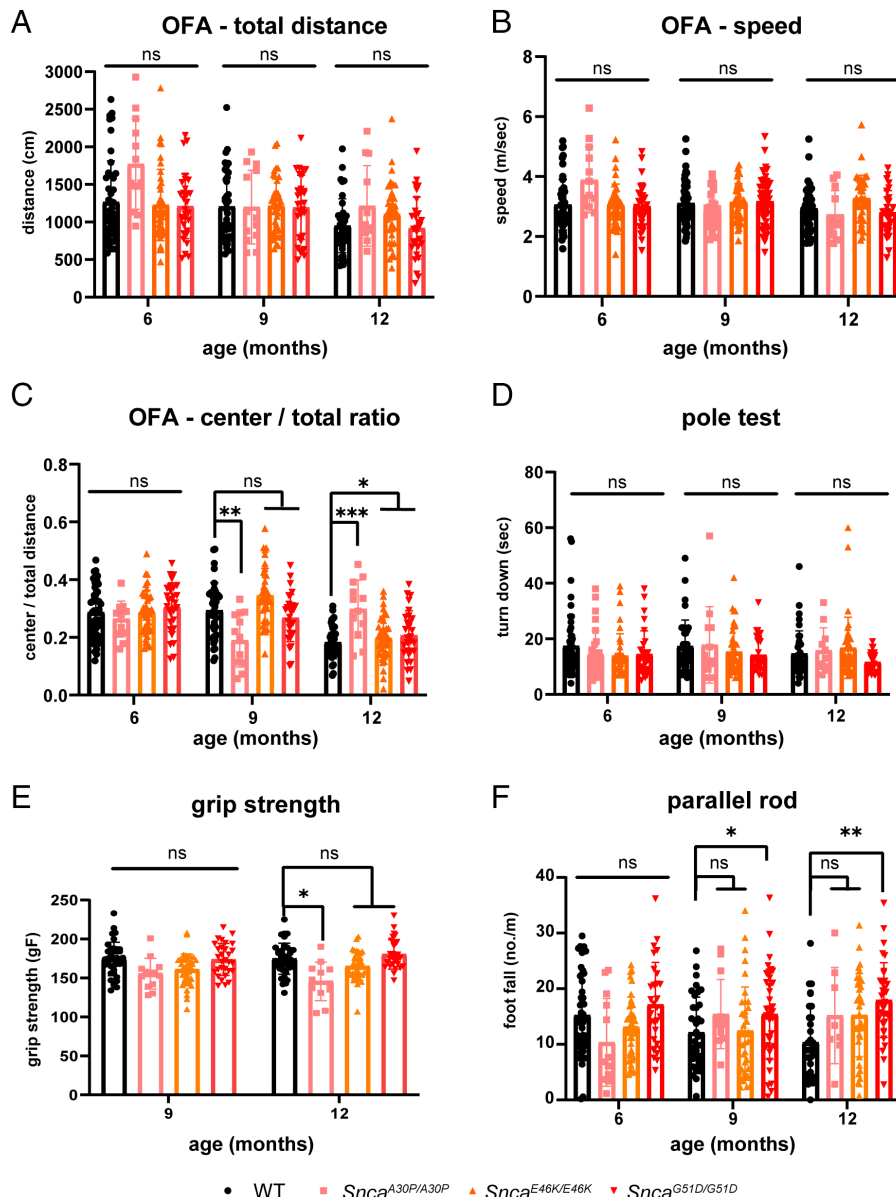 A
OFA - total distance
ns ns ns
3000
2500
2000
1500
1000
500
0
distance (cm)
6 9 12
age (months)
B
OFA - speed
ns ns ns
8
6
4
2
0
speed (m/sec)
6 9 12
age (months)
C
OFA - center / total ratio
ns ns *
** ***
0.8
0.6
0.4
0.2
0.0
center / total distance
6 9 12
age (months)
D
pole test
ns ns ns
80
60
40
20
0
turn down (sec)
6 9 12
age (months)
E
grip strength
ns ns
*
250
200
150
100
50
0
grip strength (gF)
9 12
age (months)
F
parallel rod
* **
ns ns ns
40
30
20
10
0
foot fall (no./m)
6 9 12
age (months)
WT Snca^A30P/A30P Snca^E46K/E46K Snca^G51D/G51D